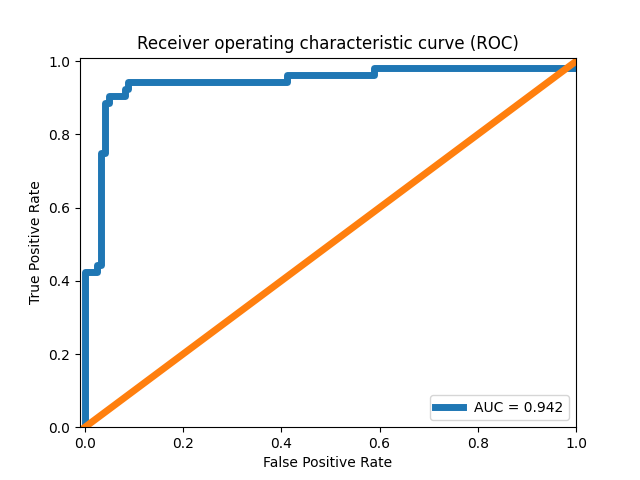 Receiver operating characteristic curve (ROC)
1.0
0.8
0.6
0.4
0.2
0.0
True Positive Rate
AUC = 0.942
0.0 0.2 0.4 0.6 0.8 1.0
False Positive Rate